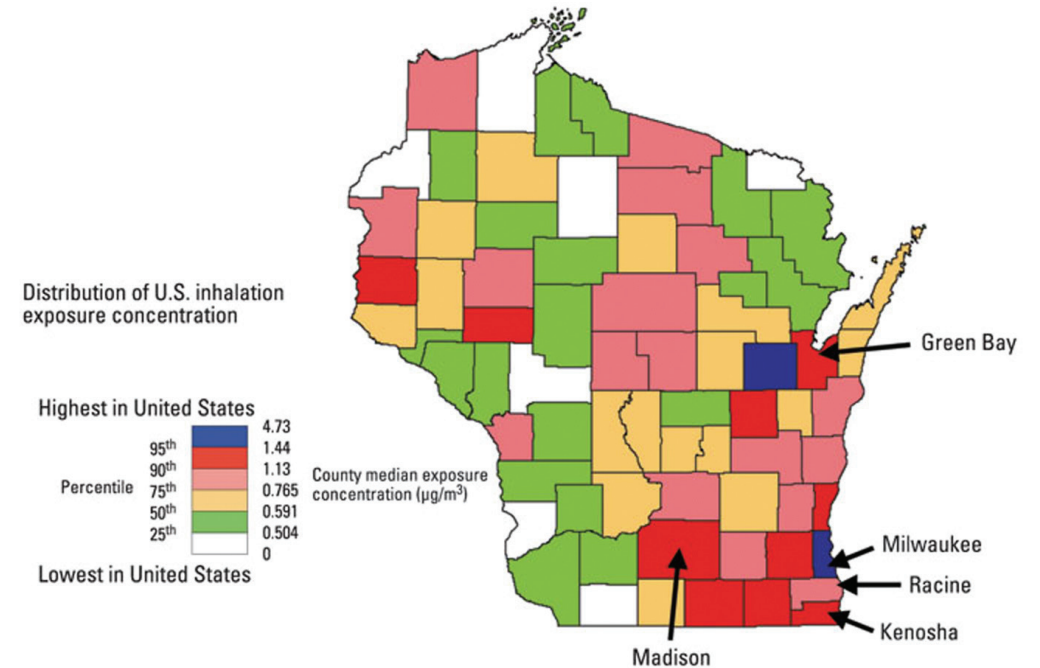 Distribution of U.S. inhalation
exposure concentration
Green Bay
Highest in United States
4.73
95th
1.44
90th
1.13
Percentile
75th
0.765
50th
0.591
25th
0.504
0
County median exposure
concentration (µg/m³)
Lowest in United States
Milwaukee
Racine
Kenosha
Madison